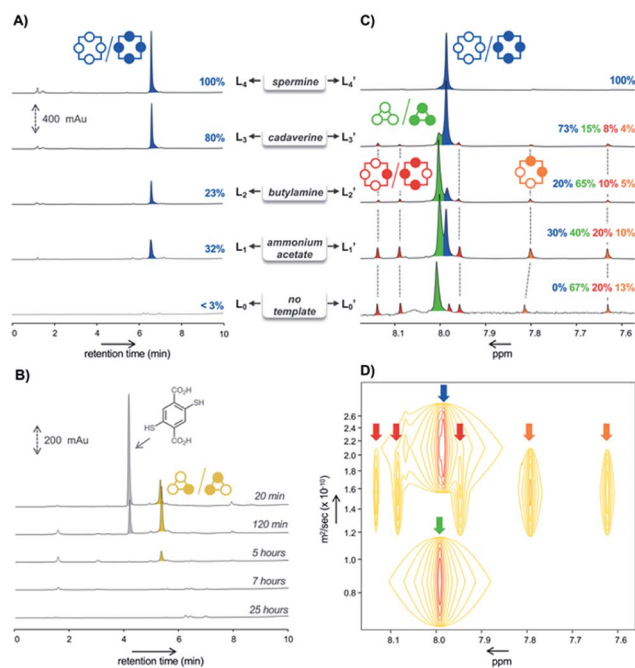 A)
100%
400 mAu
80%
23%
32%
< 3%
0 2 4 6 8 10
retention time (min)
L4 spermine L4'
L3 cadaverine L3'
L2 butylamine L2'
L1 ammonium acetate L1'
L0 no template L0'
C)
100%
73% 15% 8% 4%
20% 65% 10% 5%
30% 40% 20% 10%
0% 67% 20% 13%
8.1 8.0 7.9 7.8 7.7
ppm
B)
200 mAu
CO2H
SH
HS
CO2H
20 min
120 min
5 hours
7 hours
25 hours
0 2 4 6 8 10
retention time (min)
D)
m²/sec (x 10-10)
2.6
2.4
2.2
2.0
1.8
1.6
1.4
1.2
1.0
0.8
8.1 8.0 7.9 7.8 7.7
ppm